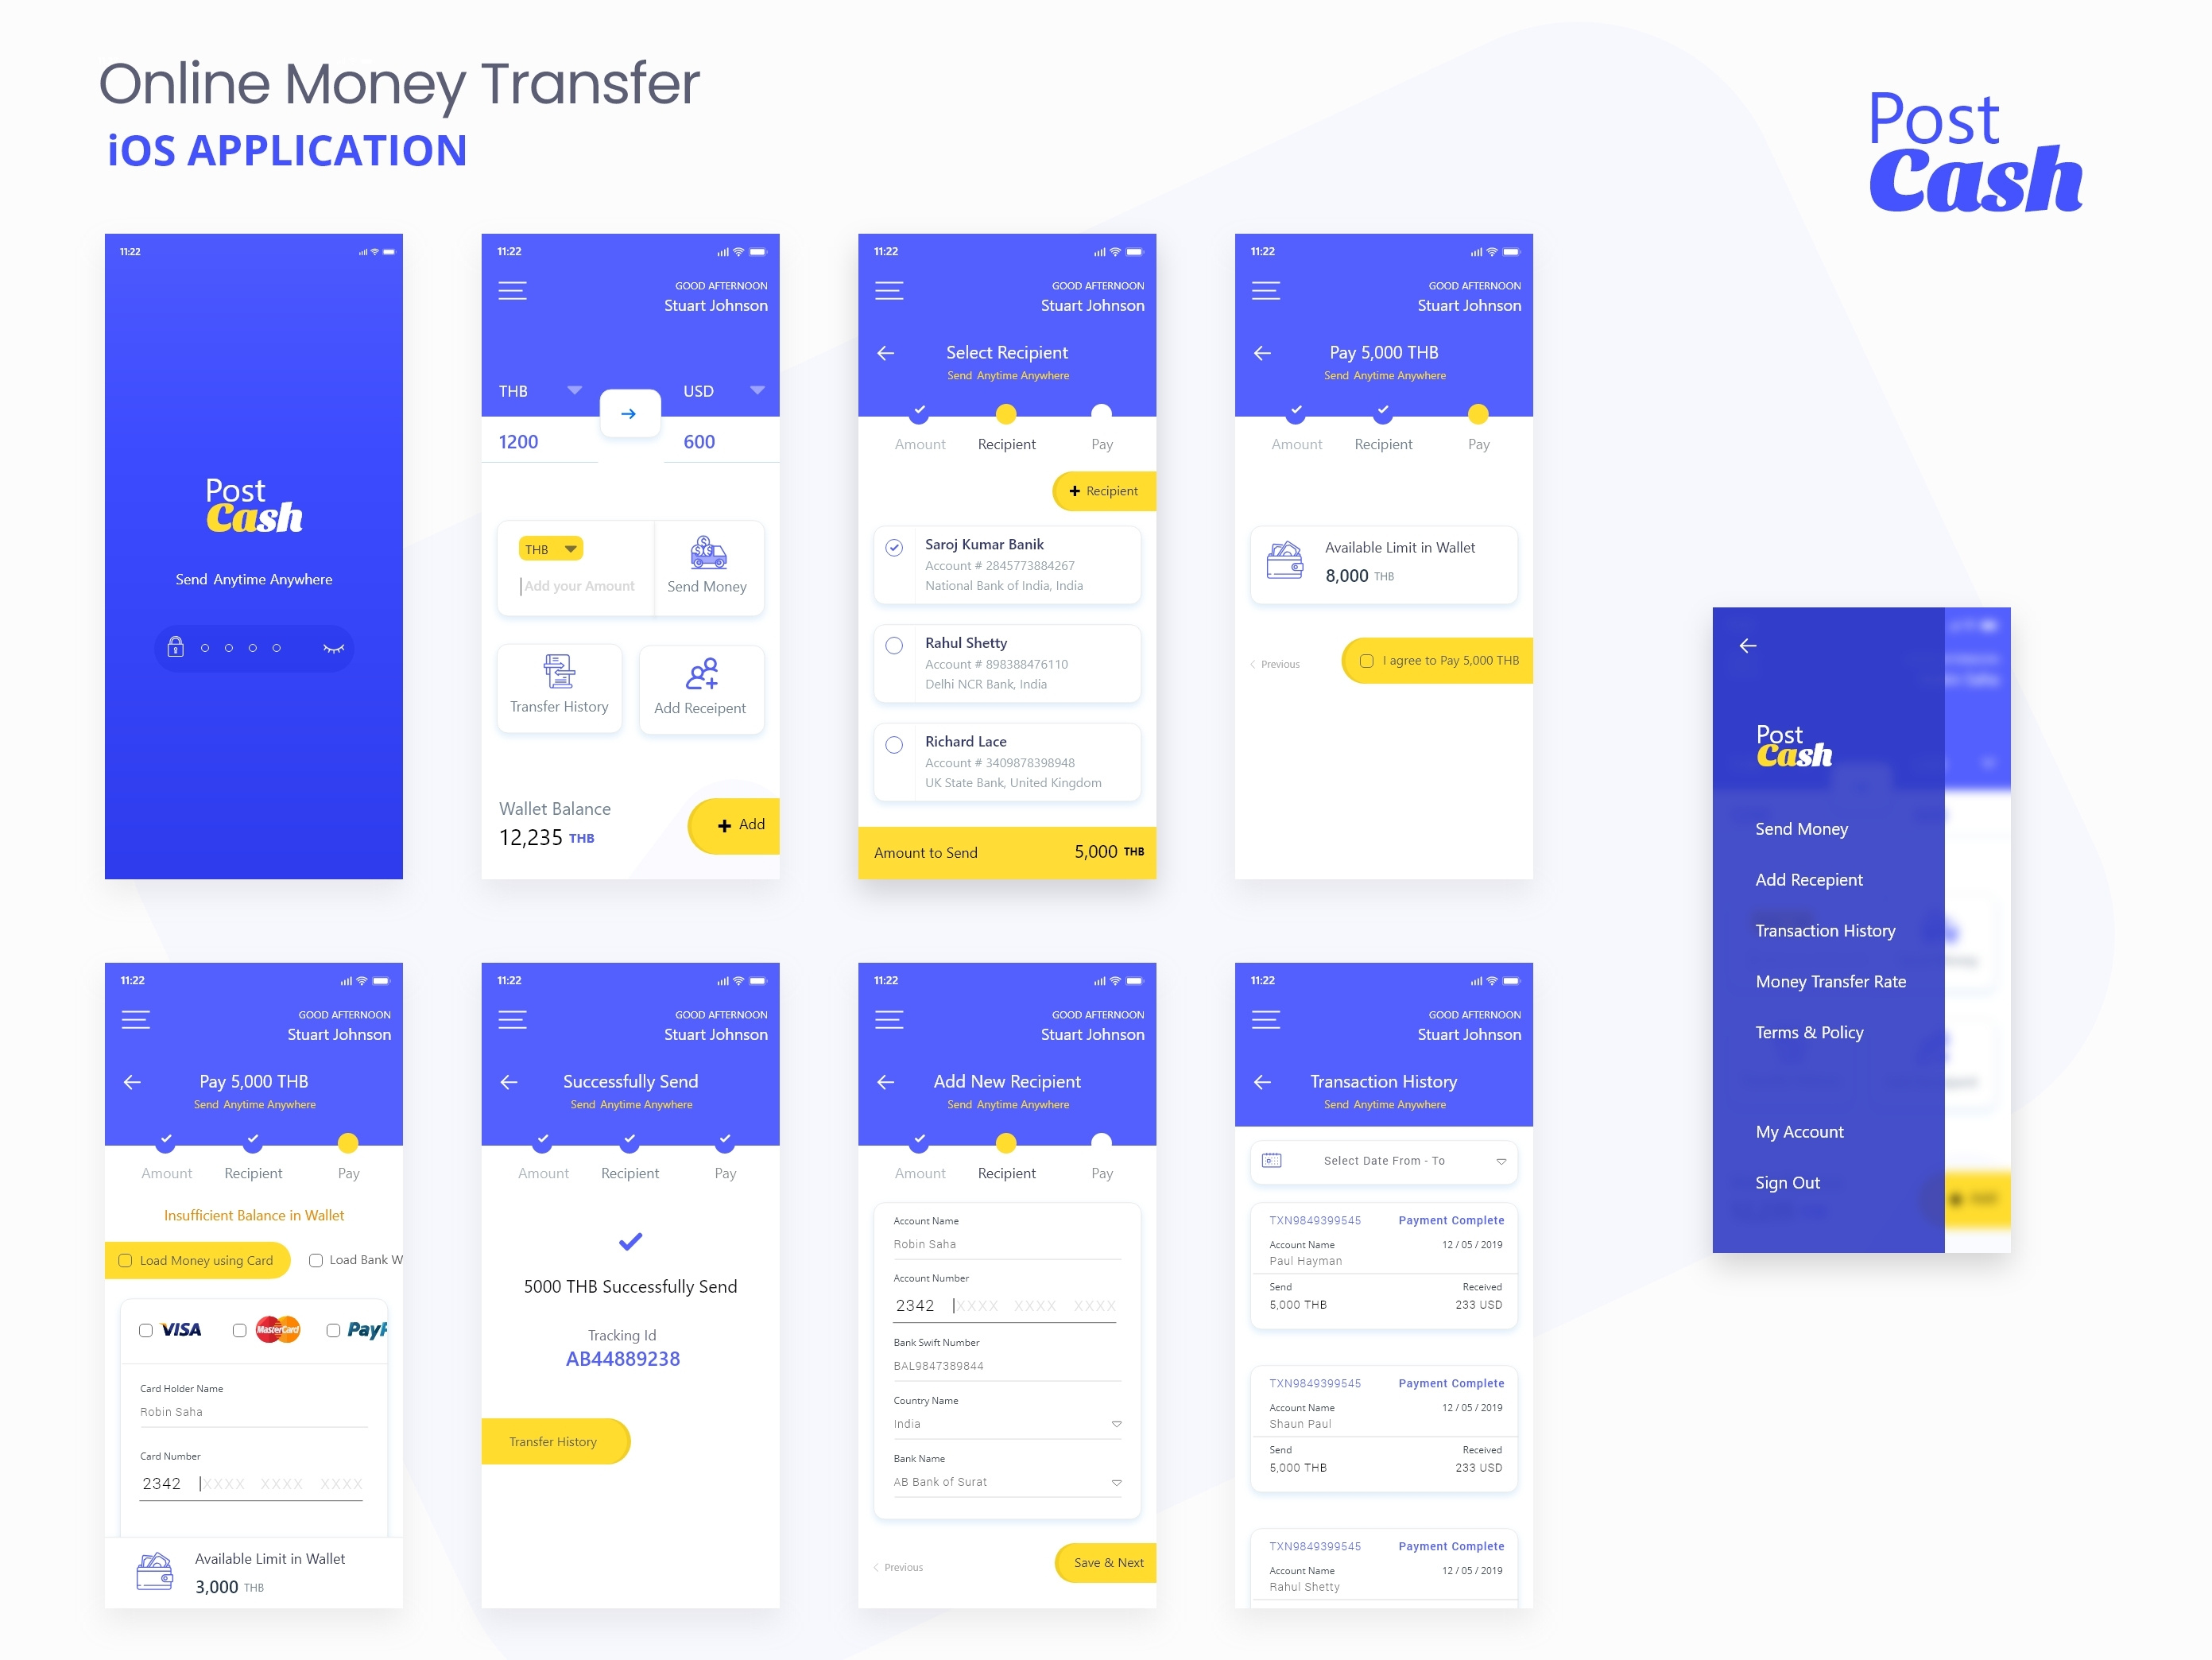 Online Money Transfer
iOS APPLICATION
Post
Cash
11:22
Post
Cash
Send Anytime Anywhere
11:22
GOOD AFTERNOON
Stuart Johnson
THB
USD
1200
600
THB
Add your Amount
Send Money
Transfer History
Add Receipent
Wallet Balance
12,235 THB
Add
11:22
GOOD AFTERNOON
Stuart Johnson
Select Recipient
Send Anytime Anywhere
Amount Recipient Pay
Recipient
Saroj Kumar Banik
Account # 2845773884267
National Bank of India, India
Rahul Shetty
Account # 898388476110
Delhi NCR Bank, India
Richard Lace
Account # 3409878398948
UK State Bank, United Kingdom
Amount to Send 5,000 THB
11:22
GOOD AFTERNOON
Stuart Johnson
Pay 5,000 THB
Send Anytime Anywhere
Amount Recipient Pay
Available Limit in Wallet
8,000 THB
Previous
I agree to Pay 5,000 THB
Post
Cash
Send Money
Add Recepient
Transaction History
Money Transfer Rate
Terms & Policy
My Account
Sign Out
11:22
GOOD AFTERNOON
Stuart Johnson
Pay 5,000 THB
Send Anytime Anywhere
Amount Recipient Pay
Insufficient Balance in Wallet
Load Money using Card
Load Bank W
VISA MasterCard PayP
Card Holder Name
Robin Saha
Card Number
2342 XXXX XXXX XXXX
Available Limit in Wallet
3,000 THB
11:22
GOOD AFTERNOON
Stuart Johnson
Successfully Send
Send Anytime Anywhere
Amount Recipient Pay
5000 THB Successfully Send
Tracking Id
AB44889238
Transfer History
11:22
GOOD AFTERNOON
Stuart Johnson
Add New Recipient
Send Anytime Anywhere
Amount Recipient Pay
Account Name
Robin Saha
Account Number
2342 XXXX XXXX XXXX
Bank Swift Number
BAL9847389844
Country Name
India
Bank Name
AB Bank of Surat
Previous
Save & Next
11:22
GOOD AFTERNOON
Stuart Johnson
Transaction History
Send Anytime Anywhere
Select Date From - To
TXN9849399545 Payment Complete
Account Name 12 / 05 / 2019
Paul Hayman
Send Received
5,000 THB 233 USD
TXN9849399545 Payment Complete
Account Name 12 / 05 / 2019
Shaun Paul
Send Received
5,000 THB 233 USD
TXN9849399545 Payment Complete
Account Name 12 / 05 / 2019
Rahul Shetty